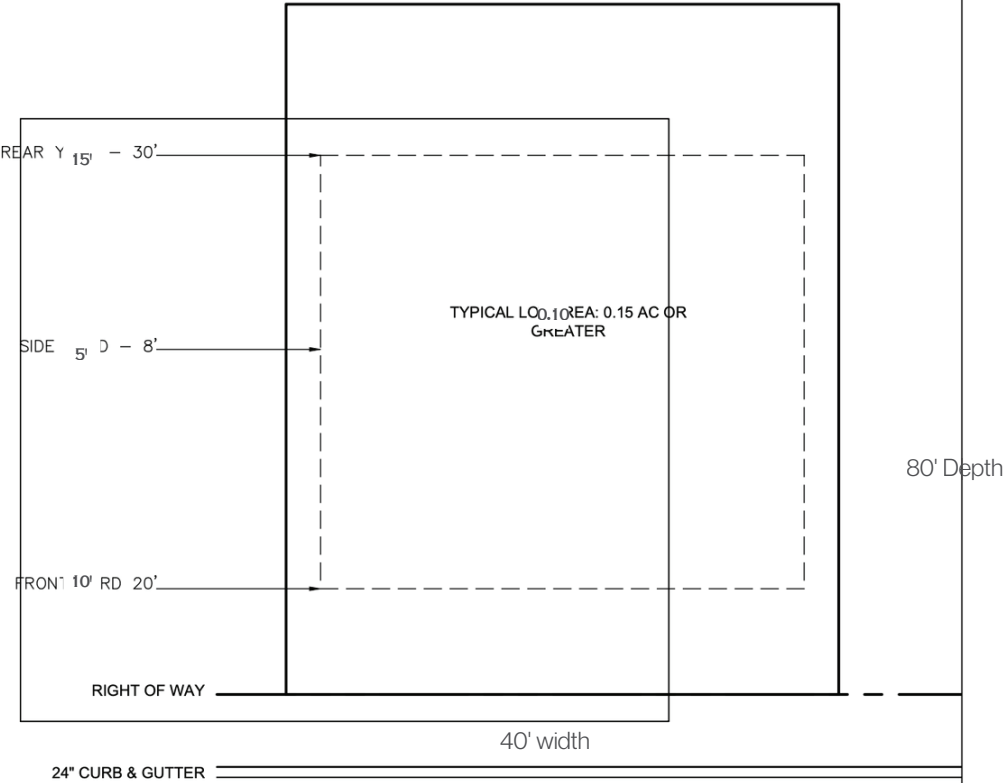 REAR Y 15' – 30'
TYPICAL LO 0.10 REA: 0.15 AC OR
GREATER
SIDE 5' D – 8'
80' Depth
FRONT 10' RD 20'
RIGHT OF WAY
40' width
24" CURB & GUTTER